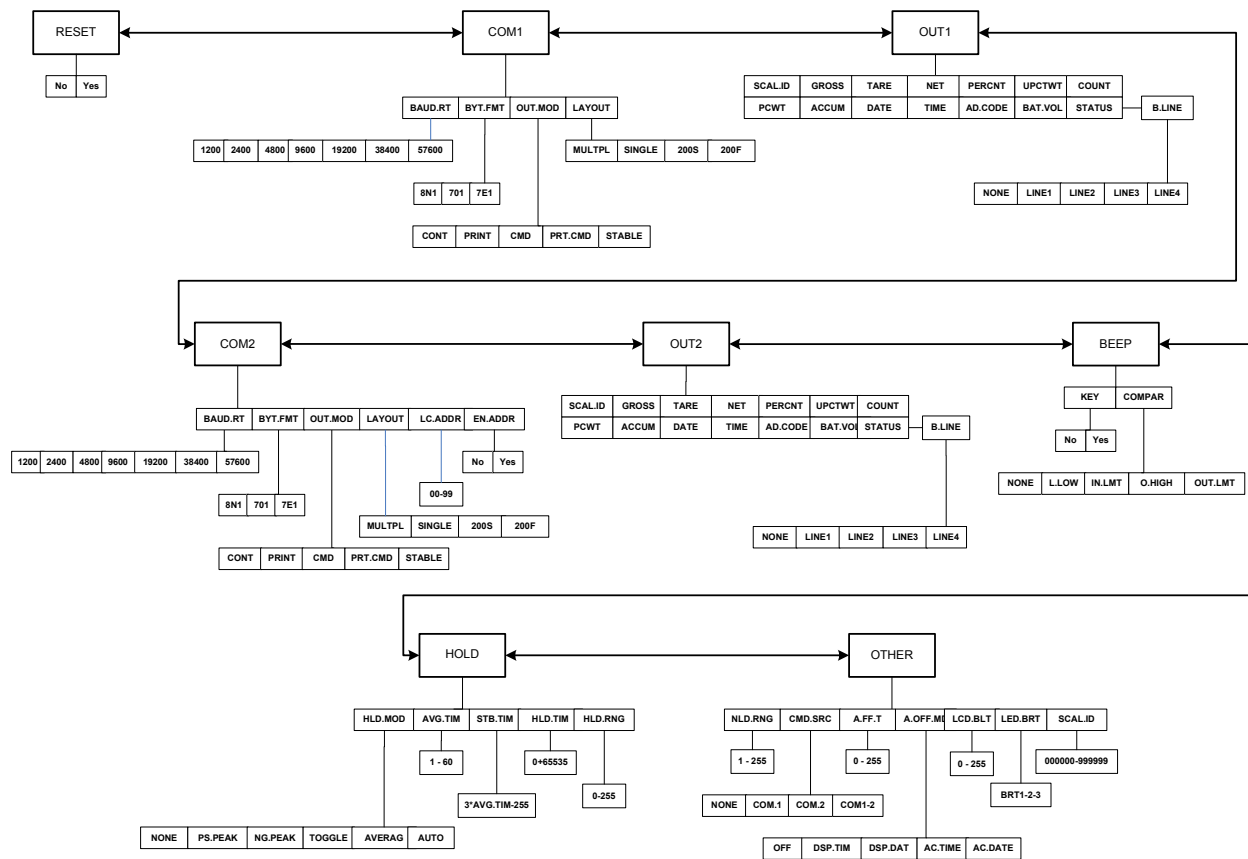 RESET
COM1
OUT1
No Yes
SCAL.ID GROSS TARE NET PERCNT UPCTWT COUNT
PCWT ACCUM DATE TIME AD.CODE BAT.VOL STATUS B.LINE
BAUD.RT BYT.FMT OUT.MOD LAYOUT
1200 2400 4800 9600 19200 38400 57600
MULTPL SINGLE 200S 200F
8N1 701 7E1
NONE LINE1 LINE2 LINE3 LINE4
CONT PRINT CMD PRT.CMD STABLE
COM2
OUT2
BEEP
KEY COMPAR
SCAL.ID GROSS TARE NET PERCNT UPCTWT COUNT
PCWT ACCUM DATE TIME AD.CODE BAT.VOL STATUS B.LINE
BAUD.RT BYT.FMT OUT.MOD LAYOUT LC.ADDR EN.ADDR
No Yes
1200 2400 4800 9600 19200 38400 57600
No Yes
00-99
NONE L.LOW IN.LMT O.HIGH OUT.LMT
8N1 701 7E1
MULTPL SINGLE 200S 200F
NONE LINE1 LINE2 LINE3 LINE4
CONT PRINT CMD PRT.CMD STABLE
HOLD
OTHER
HLD.MOD AVG.TIM STB.TIM HLD.TIM HLD.RNG
NLD.RNG CMD.SRC A.FF.T A.OFF.MD LCD.BLT LED.BRT SCAL.ID
1 - 60
0+65535
1 - 255
0 - 255
0 - 255
000000-999999
0-255
3*AVG.TIM-255
BRT1-2-3
NONE COM.1 COM.2 COM1-2
NONE PS.PEAK NG.PEAK TOGGLE AVERAG AUTO
OFF DSP.TIM DSP.DAT AC.TIME AC.DATE